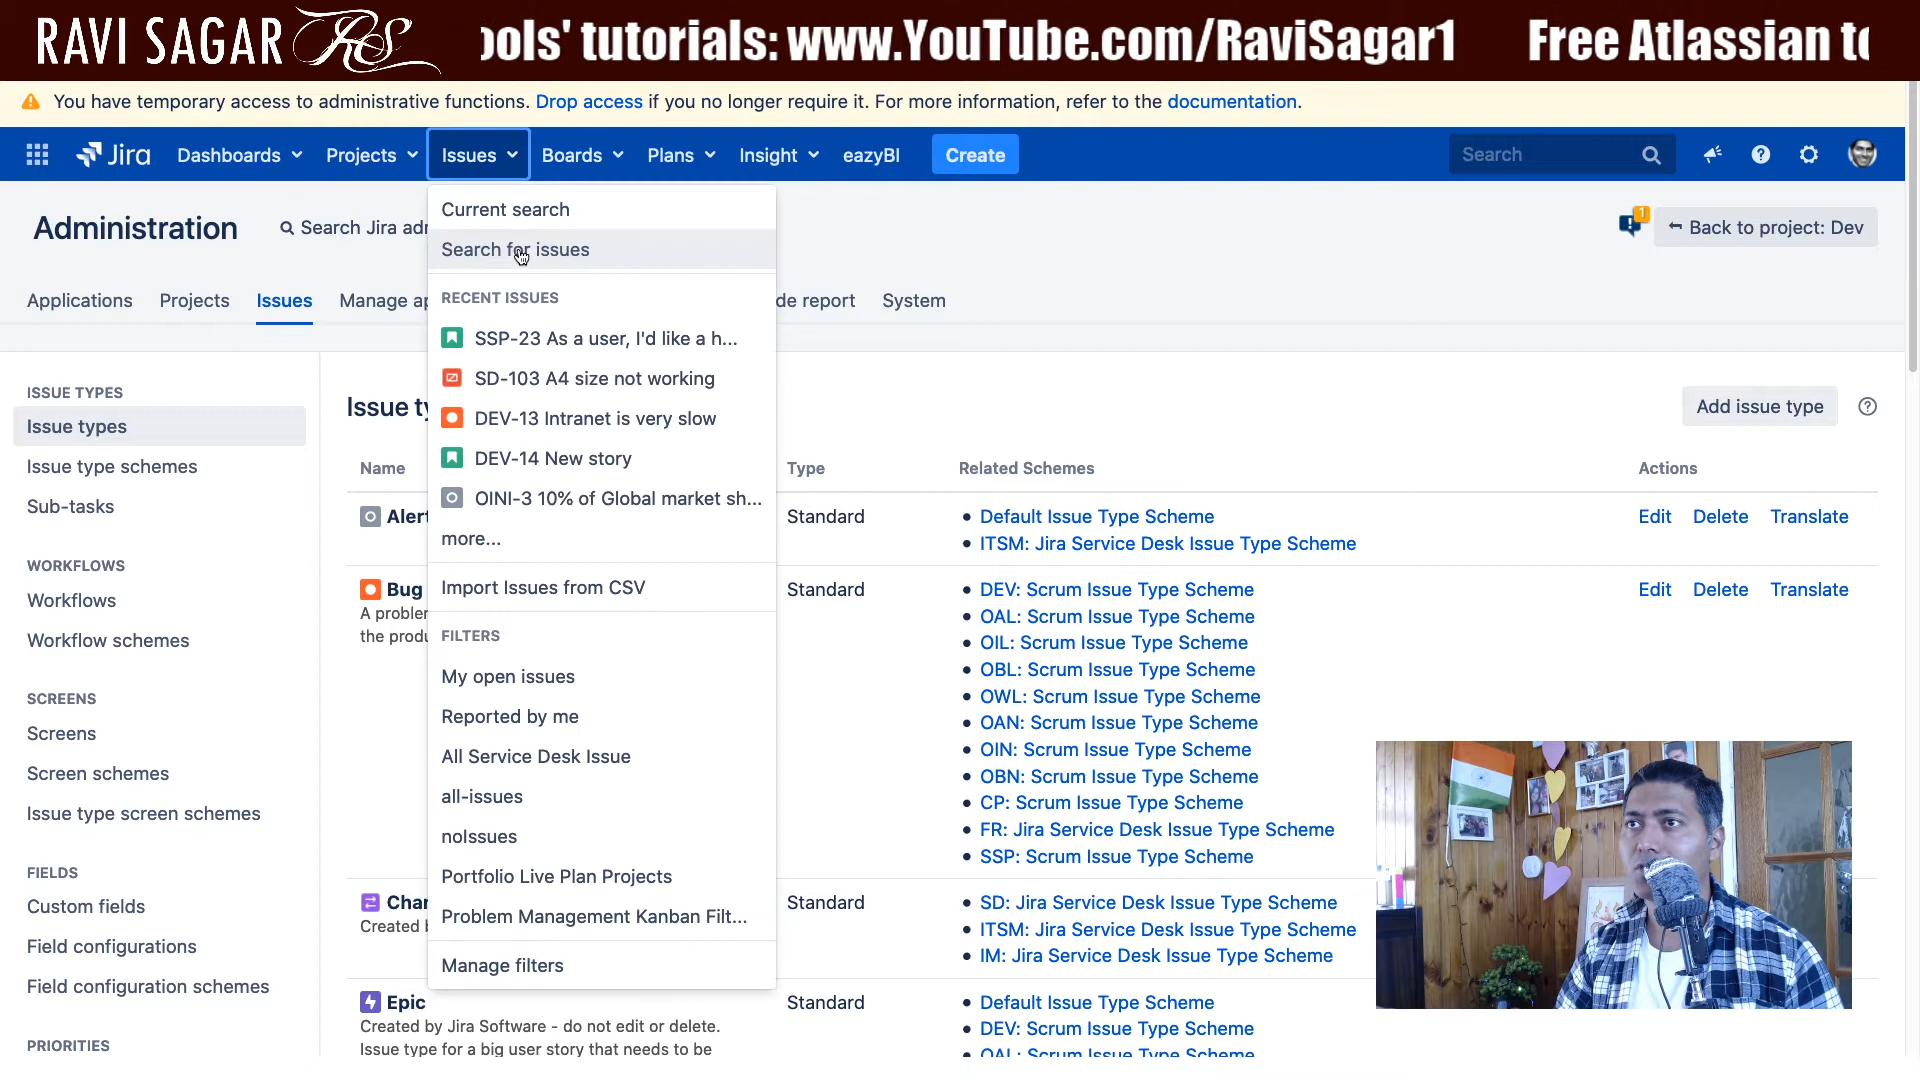 RAVI SAGAR RS
ools' tutorials: www.YouTube.com/RaviSagar1 Free Atlassian to
You have temporary access to administrative functions. Drop access if you no longer require it. For more information, refer to the documentation.
Jira Dashboards Projects Issues Boards Plans Insight eazyBI Create Search
Administration Search Jira adr Back to project: Dev
1
Applications Projects Issues Manage ap de report System
Current search
Search for issues
RECENT ISSUES
SSP-23 As a user, I'd like a h...
SD-103 A4 size not working
DEV-13 Intranet is very slow
DEV-14 New story
OINI-3 10% of Global market sh...
more...
Import Issues from CSV
FILTERS
My open issues
Reported by me
All Service Desk Issue
all-issues
noIssues
Portfolio Live Plan Projects
Problem Management Kanban Filt...
Manage filters
ISSUE TYPES
Issue types
Issue type schemes
Sub-tasks
WORKFLOWS
Workflows
Workflow schemes
SCREENS
Screens
Screen schemes
Issue type screen schemes
FIELDS
Custom fields
Field configurations
Field configuration schemes
PRIORITIES
Issue ty Add issue type
Name Type Related Schemes Actions
Alert Standard Default Issue Type Scheme Edit Delete Translate
ITSM: Jira Service Desk Issue Type Scheme
Bug Standard DEV: Scrum Issue Type Scheme Edit Delete Translate
A probler
the produ
OAL: Scrum Issue Type Scheme
OIL: Scrum Issue Type Scheme
OBL: Scrum Issue Type Scheme
OWL: Scrum Issue Type Scheme
OAN: Scrum Issue Type Scheme
OIN: Scrum Issue Type Scheme
OBN: Scrum Issue Type Scheme
CP: Scrum Issue Type Scheme
FR: Jira Service Desk Issue Type Scheme
SSP: Scrum Issue Type Scheme
Char Standard SD: Jira Service Desk Issue Type Scheme
Created b
ITSM: Jira Service Desk Issue Type Scheme
IM: Jira Service Desk Issue Type Scheme
Epic Standard Default Issue Type Scheme
Created by Jira Software - do not edit or delete.
Issue type for a big user story that needs to be
DEV: Scrum Issue Type Scheme
OAL: Scrum Issue Type Scheme